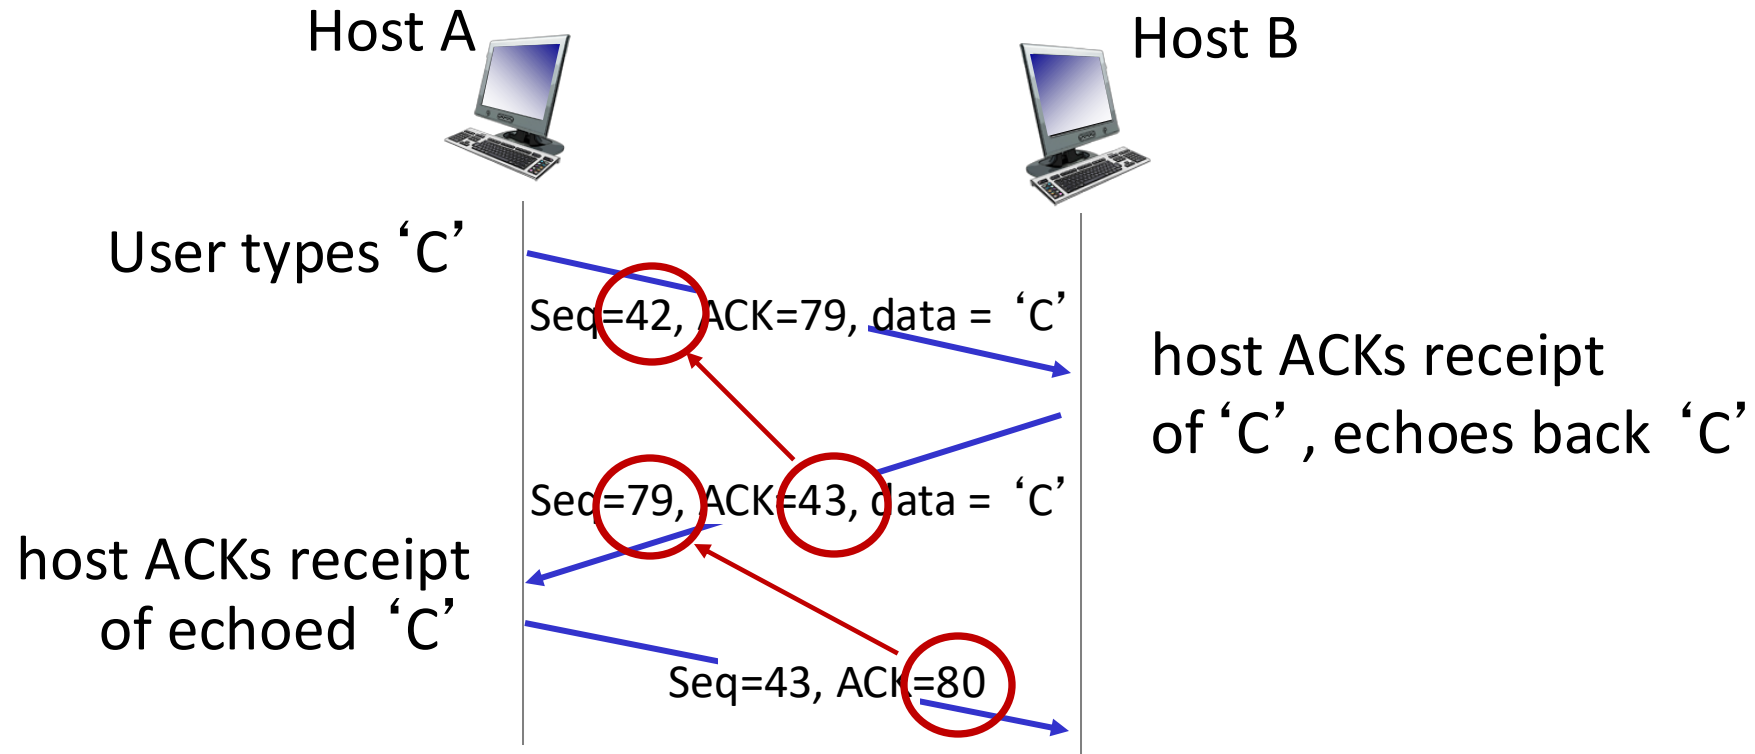 Host A
Host B
User types ‘C’
Seq=42, ACK=79, data = ‘C’
host ACKs receipt
of ‘C’, echoes back ‘C’
Seq=79, ACK=43, data = ‘C’
host ACKs receipt
of echoed ‘C’
Seq=43, ACK=80